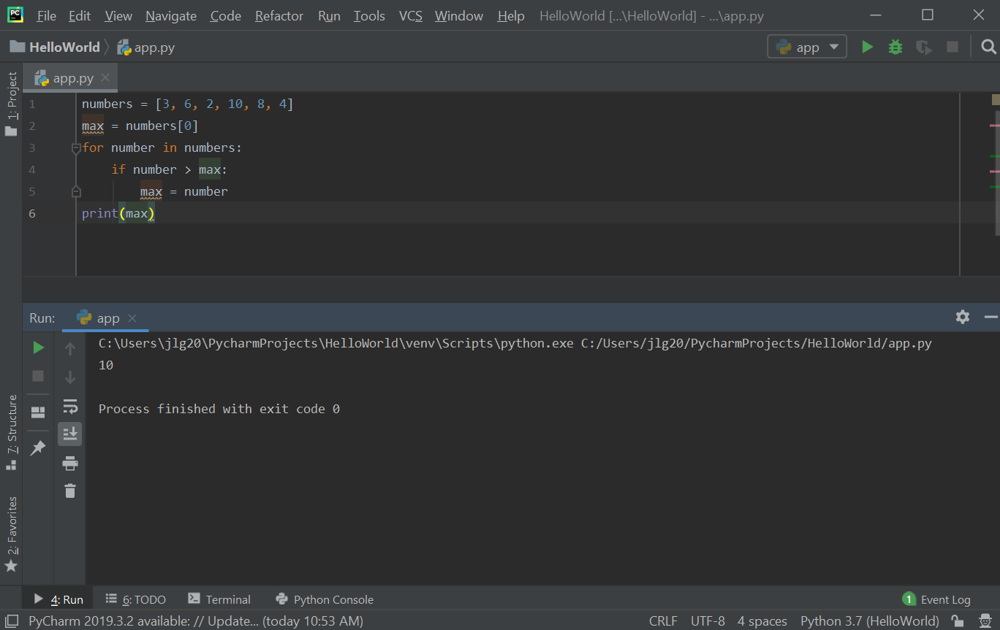 File Edit View Navigate Code Refactor Run Tools VCS Window Help HelloWorld [...\HelloWorld] - ...\app.py
HelloWorld app.py app
app.py
1: Project
1 numbers = [3, 6, 2, 10, 8, 4]
2 max = numbers[0]
3 for number in numbers:
4 if number > max:
5 max = number
6 print(max)
Run: app
C:\Users\jlg20\PycharmProjects\HelloWorld\venv\Scripts\python.exe C:/Users/jlg20/PycharmProjects/HelloWorld/app.py
10
Process finished with exit code 0
7: Structure
2: Favorites
4: Run 6: TODO Terminal Python Console 1 Event Log
PyCharm 2019.3.2 available: // Update... (today 10:53 AM) CRLF UTF-8 4 spaces Python 3.7 (HelloWorld)